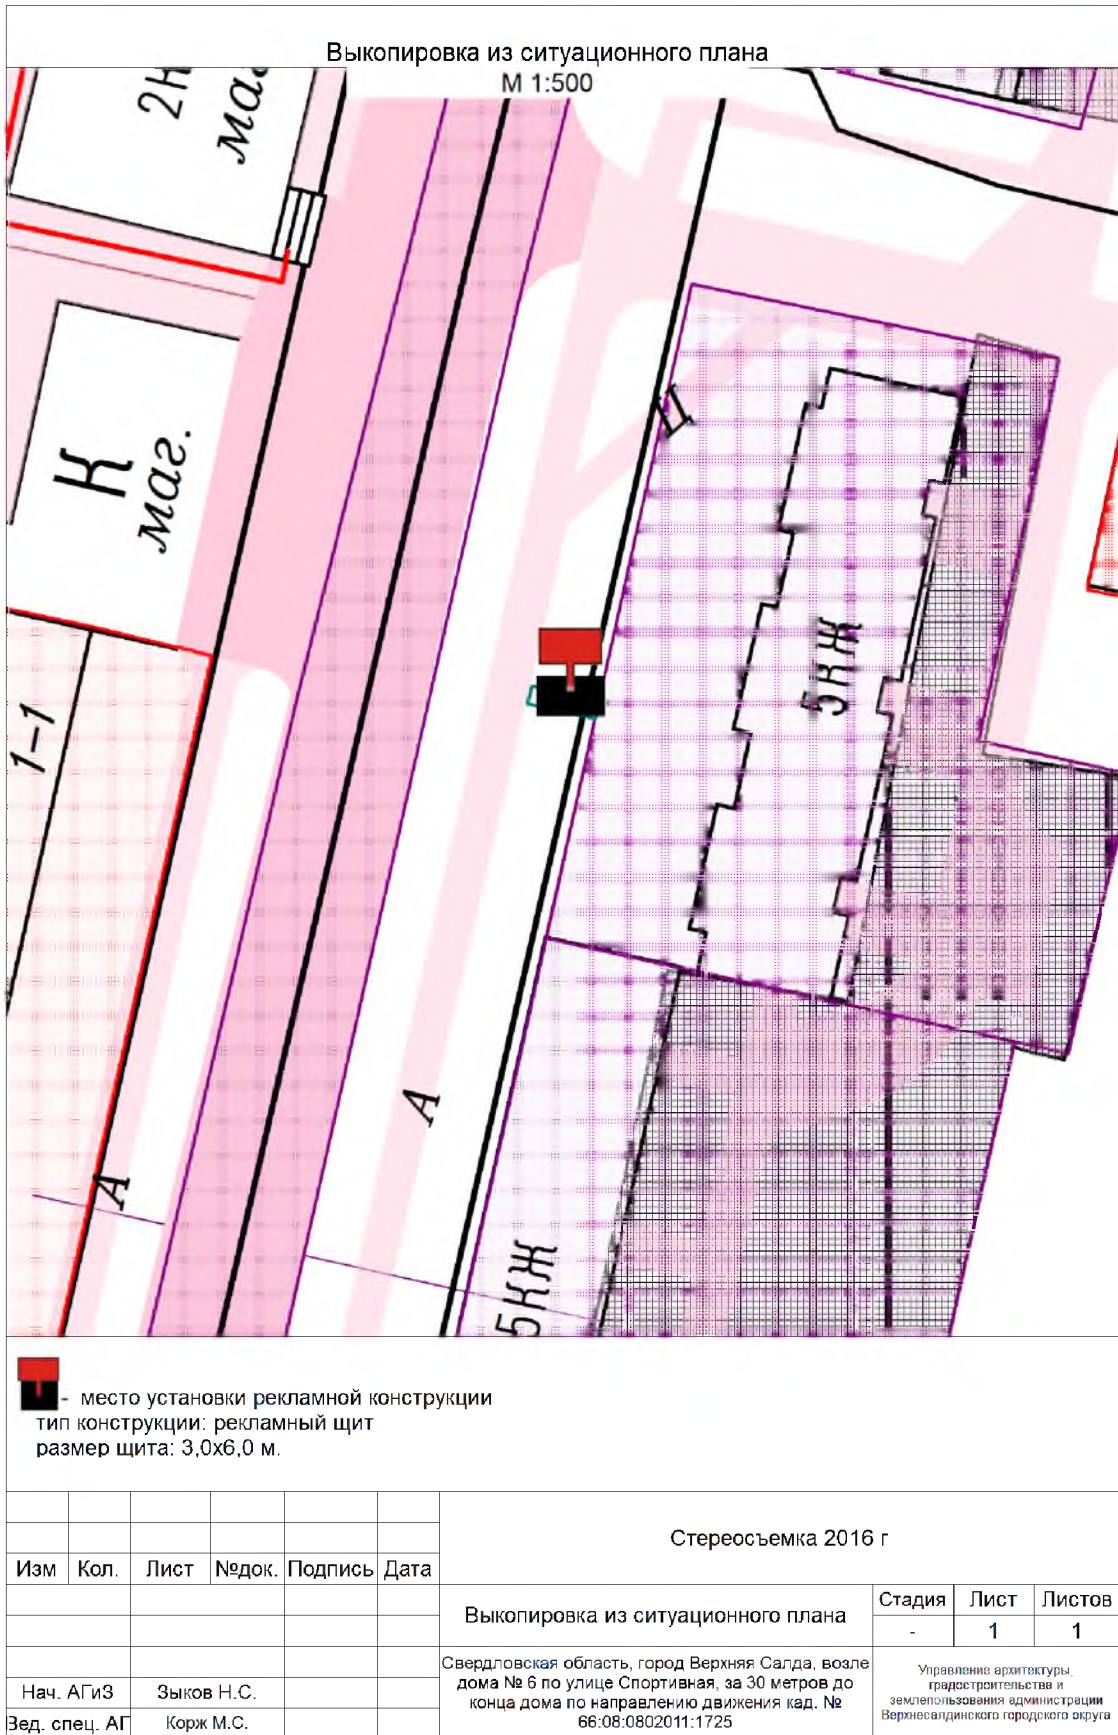 Выкопировка из ситуационного плана
М 1:500
маг.
К
маг.
5КЖ
1-1
А
А
5КЖ
- место установки рекламной конструкции
тип конструкции: рекламный щит
размер щита: 3,0х6,0 м.
Стереосъемка 2016 г
Изм Кол. Лист №док. Подпись Дата
Выкопировка из ситуационного плана
Стадия Лист Листов
- 1 1
Свердловская область, город Верхняя Салда, возле
дома № 6 по улице Спортивная, за 30 метров до
конца дома по направлению движения кад. №
66:08:0802011:1725
Управление архитектуры,
градостроительства и
землепользования администрации
Верхнесалдинского городского округа
Нач. АГиЗ Зыков Н.С.
Вед. спец. АГ Корж М.С.